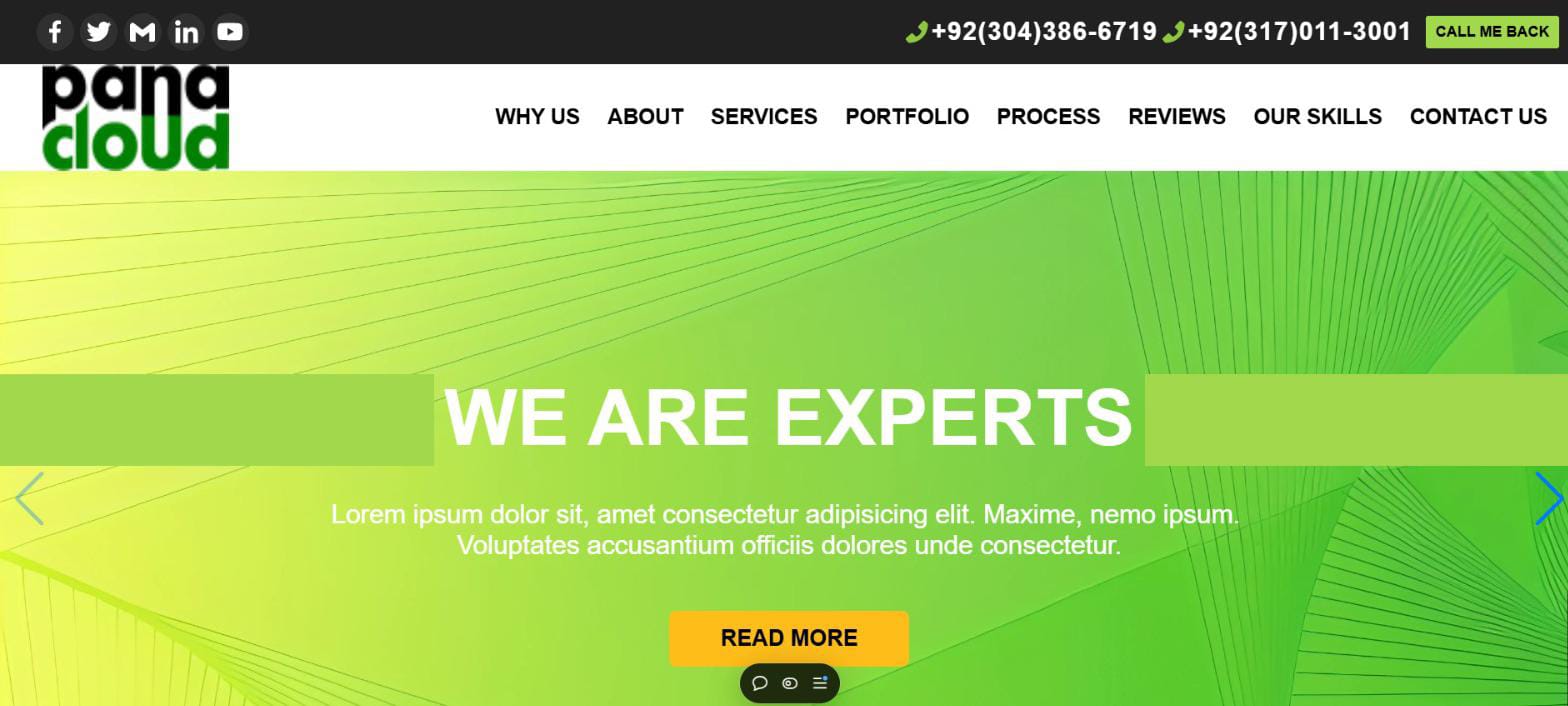 +92(304)386-6719 +92(317)011-3001 CALL ME BACK
pana
cloud
WHY US ABOUT SERVICES PORTFOLIO PROCESS REVIEWS OUR SKILLS CONTACT US
WE ARE EXPERTS
Lorem ipsum dolor sit, amet consectetur adipisicing elit. Maxime, nemo ipsum.
Voluptates accusantium officiis dolores unde consectetur.
READ MORE